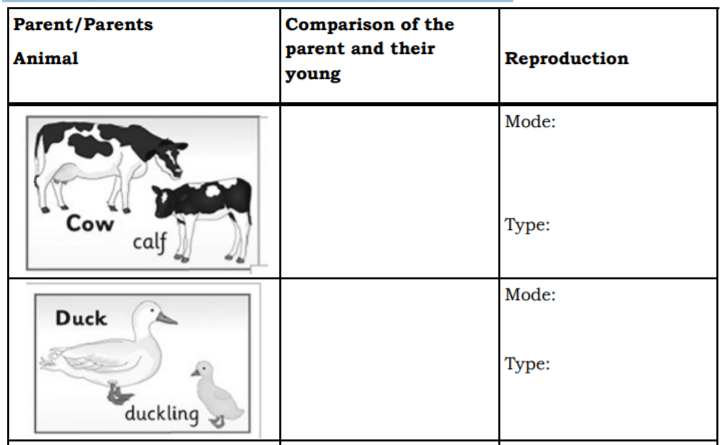 Parent/Parents
Animal
Comparison of the
parent and their
young
Reproduction
Cow
calf
Mode:
Type:
Duck
duckling
Mode:
Type: